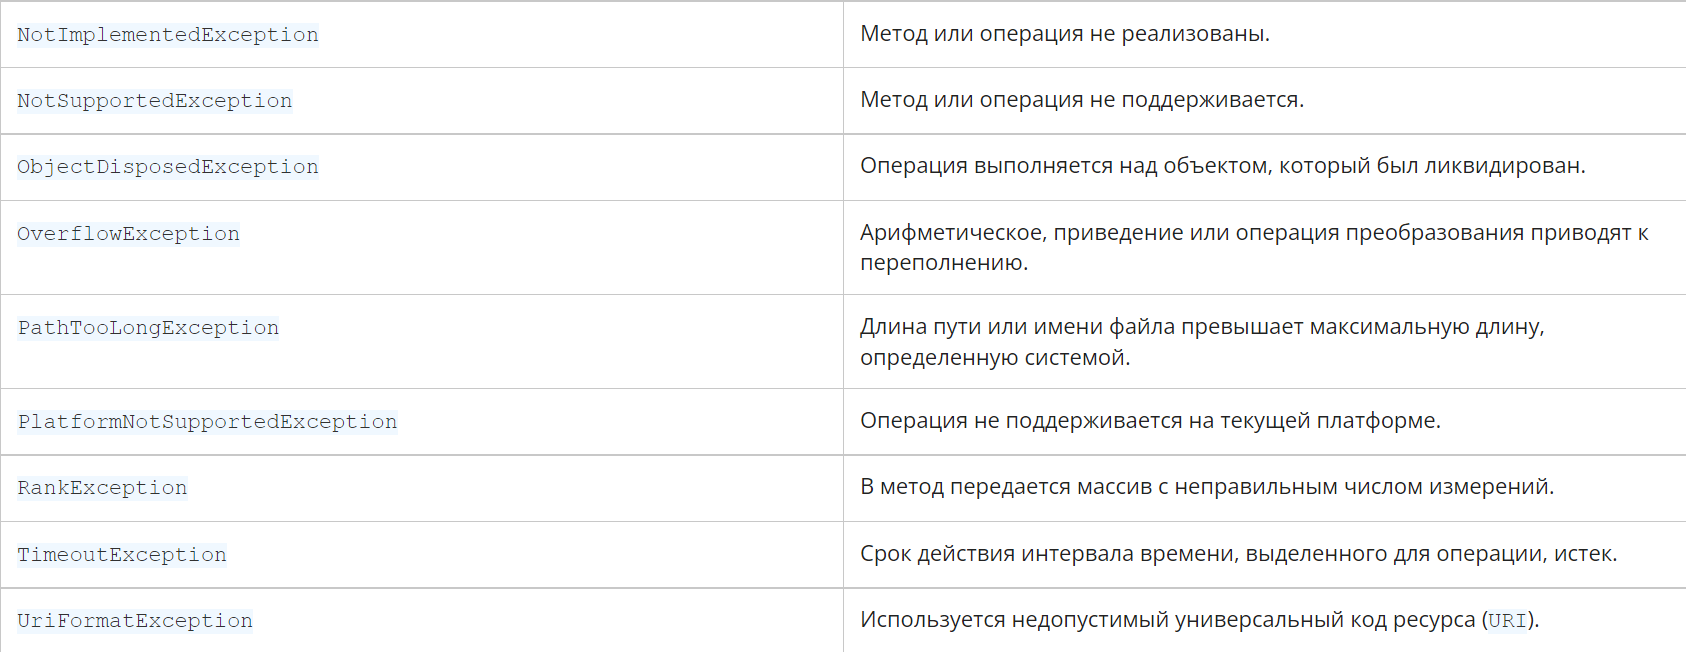 NotImplementedException
Метод или операция не реализованы.
NotSupportedException
Метод или операция не поддерживается.
ObjectDisposedException
Операция выполняется над объектом, который был ликвидирован.
OverflowException
Арифметическое, приведение или операция преобразования приводят к
переполнению.
PathTooLongException
Длина пути или имени файла превышает максимальную длину,
определенную системой.
PlatformNotSupportedException
Операция не поддерживается на текущей платформе.
RankException
В метод передается массив с неправильным числом измерений.
TimeoutException
Срок действия интервала времени, выделенного для операции, истек.
UriFormatException
Используется недопустимый универсальный код ресурса (URI).